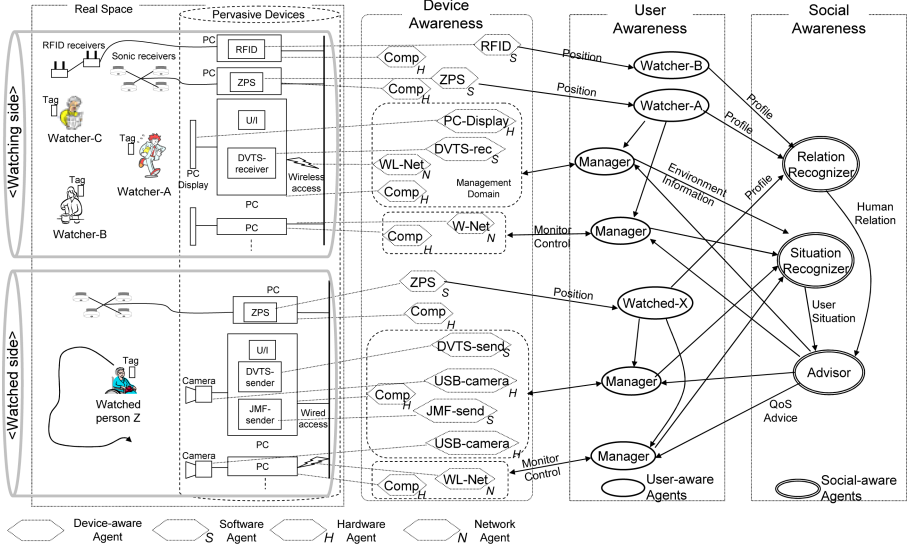 Real Space
Pervasive Devices
Device
Awareness
User
Awareness
Social
Awareness
<Watching side>
RFID receivers
Sonic receivers
Tag
Watcher-C
Tag
Watcher-A
Tag
Watcher-B
PC
RFID
PC
ZPS
U/I
DVTS-
receiver
PC
Display
Wireless
access
PC
PC
Comp H
RFID S
Comp H
ZPS S
PC-Display H
DVTS-rec S
WL-Net N
Management
Domain
Comp H
W-Net N
Comp H
Position
Position
Monitor
Control
Watcher-B
Watcher-A
Manager
Manager
Profile
Profile
Profile
Environment
Information
Relation
Recognizer
Human
Relation
Situation
Recognizer
User
Situation
<Watched side>
Tag
Watched
person Z
PC
ZPS
U/I
DVTS-
sender
JMF-
sender
Camera
Wired
access
PC
Camera
PC
ZPS S
Comp H
DVTS-send S
USB-camera H
Comp H
JMF-send S
USB-camera H
WL-Net N
Comp H
Position
Monitor
Control
Watched-X
Manager
Manager
Advisor
QoS
Advice
User-aware
Agents
Social-aware
Agents
Device-aware
Agent
S Software
Agent
H Hardware
Agent
N Network
Agent